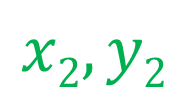 x₂, y₂